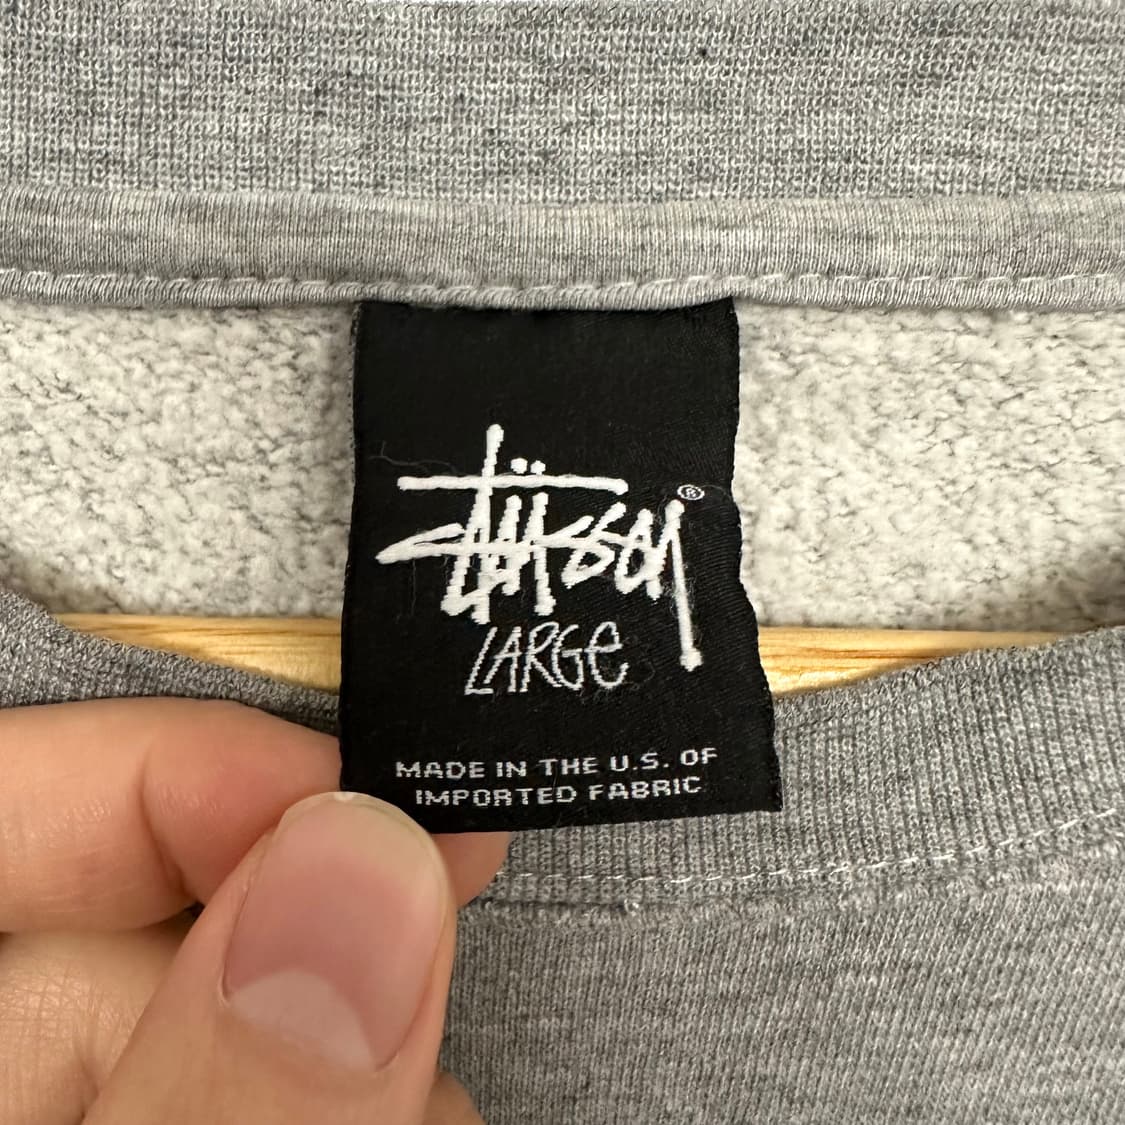 Stüssy ®
LARGE
MADE IN THE U.S. OF
IMPORTED FABRIC